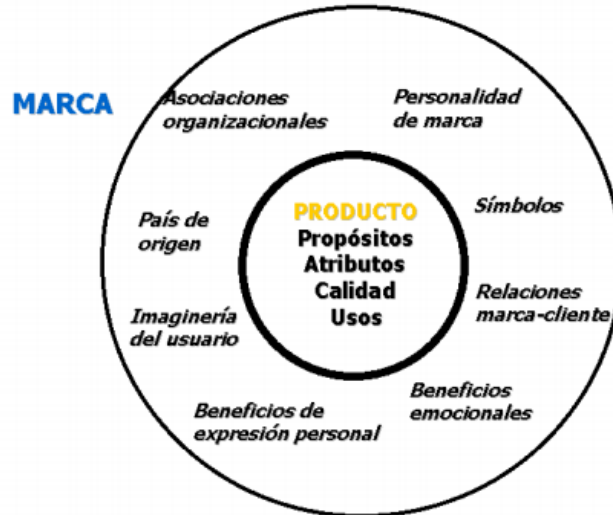 MARCA
Asociaciones
organizacionales
Personalidad
de marca
País de
origen
PRODUCTO
Propósitos
Atributos
Calidad
Usos
Símbolos
Imaginería
del usuario
Relaciones
marca-cliente
Beneficios de
expresión personal
Beneficios
emocionales